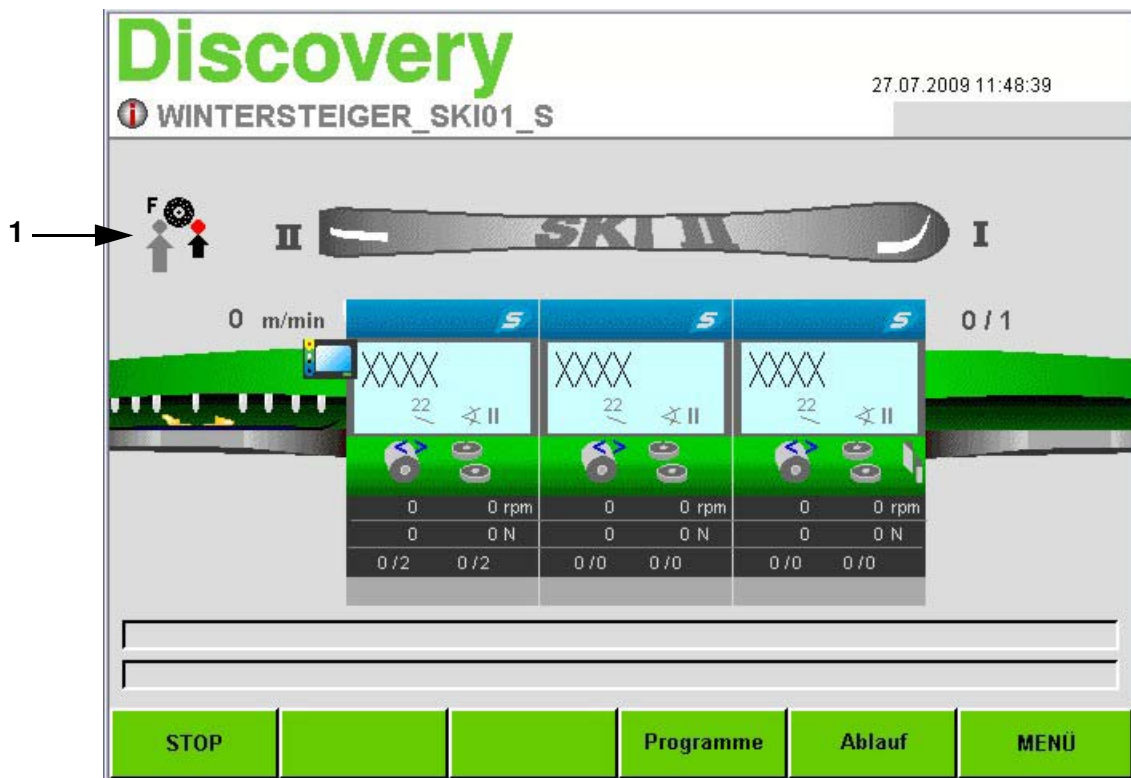 Discovery
27.07.2009 11:48:39
WINTERSTEIGER_SKI01_S
1
F
II SKI II I
0 m/min S S S 0 / 1
XXXX XXXX XXXX
22 II 22 II 22 II
< > < > < >
0 0 rpm 0 0 rpm 0 0 rpm
0 0 N 0 0 N 0 0 N
0 /2 0 /2 0 /0 0 /0 0 /0 0 /0
STOP Programme Ablauf MENÜ